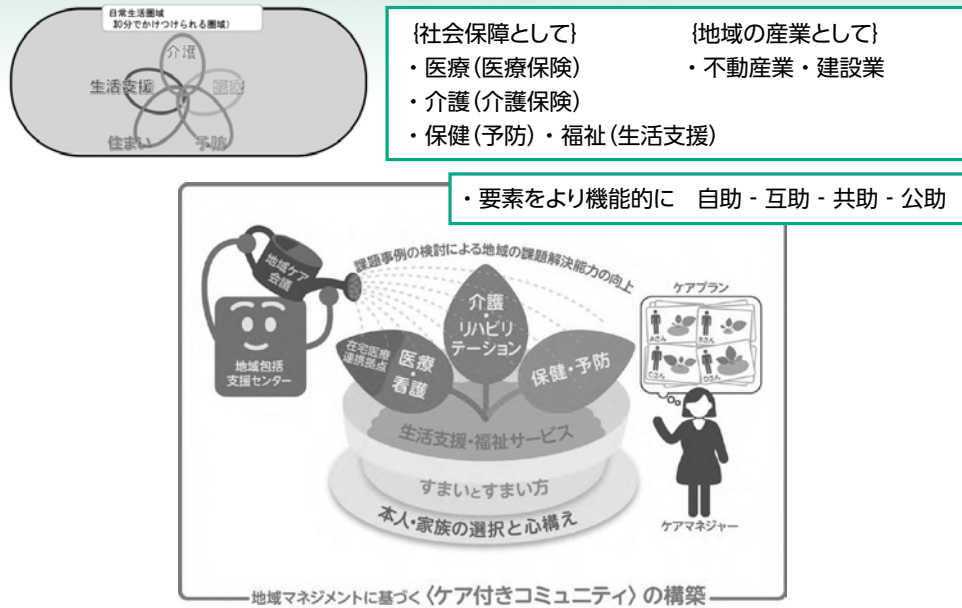 日常生活圏域
30分でかけつけられる圏域)
介護
生活支援
医療
住まい
予防
{社会保障として}
{地域の産業として}
・医療(医療保険)
・不動産業・建設業
・介護(介護保険)
・保健(予防)・福祉(生活支援)
・要素をより機能的に 自助 - 互助 - 共助 - 公助
地域ケア
会議
課題事例の検討による地域の課題解決能力の向上
地域包括
支援センター
在宅医療
連携拠点
医療
・
看護
介護
・
リハビリ
テーション
保健・予防
ケアプラン
Aさん
Bさん
Cさん
Dさん
生活支援・福祉サービス
すまいとすまい方
本人・家族の選択と心構え
ケアマネジャー
地域マネジメントに基づく〈ケア付きコミュニティ〉の構築